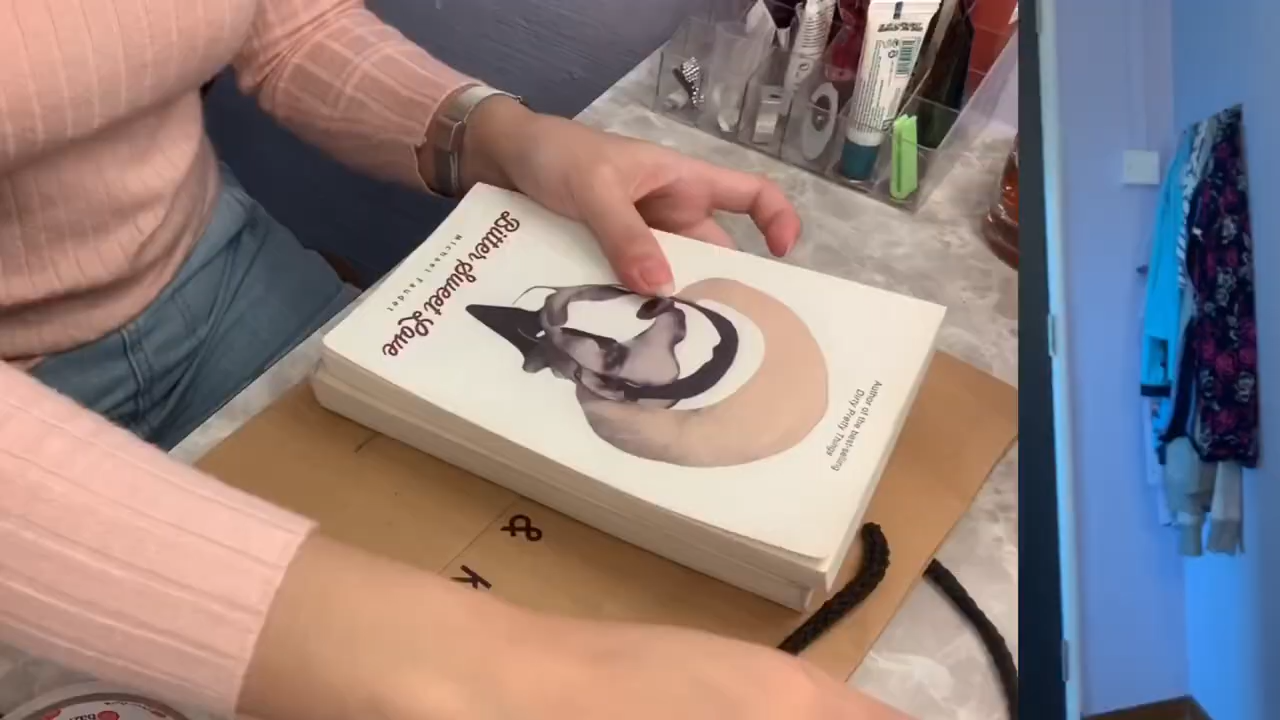 Bitter Sweet Love
Michael Faudet
Author of the best-selling
Dirty Pretty Things
&
K